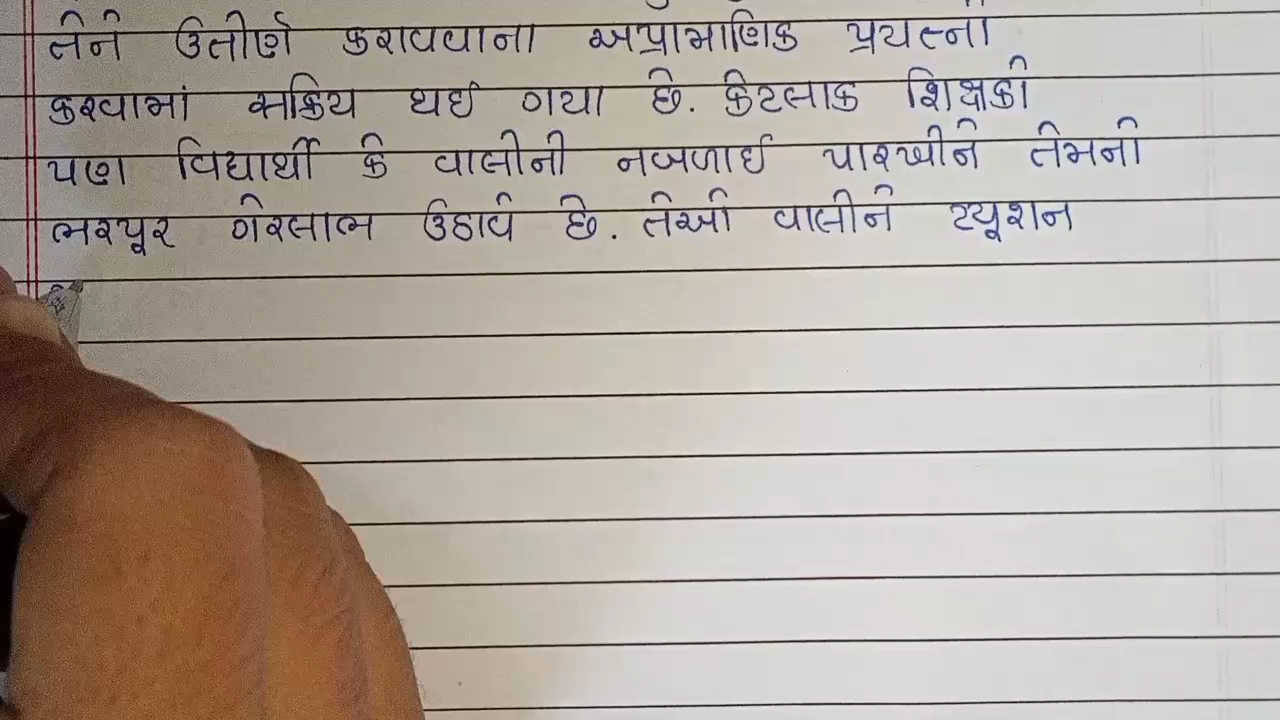 તેને ઉતીર્ણ કરાવવાના અપ્રામાણિક પ્રયત્નો
કરવામાં સક્રિય થઈ ગયા છે. કેટલાક શિક્ષકો
પણ વિદ્યાર્થી કે વાલીની નબળાઈ પારખીને તેમનો
ભરપૂર ગેરલાભ ઉઠાવે છે. તેઓ વાલીને ટ્યૂશન